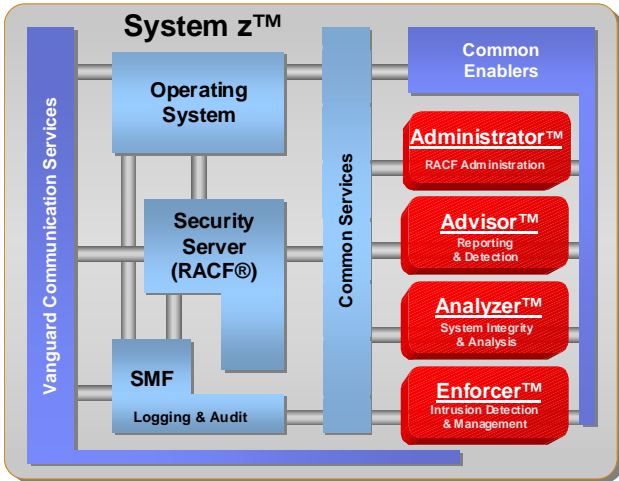 System z™
Vanguard Communication Services
Operating
System
Security
Server
(RACF®)
SMF
Logging & Audit
Common Services
Common
Enablers
Administrator™
RACF Administration
Advisor™
Reporting
& Detection
Analyzer™
System Integrity
& Analysis
Enforcer™
Intrusion Detection
& Management